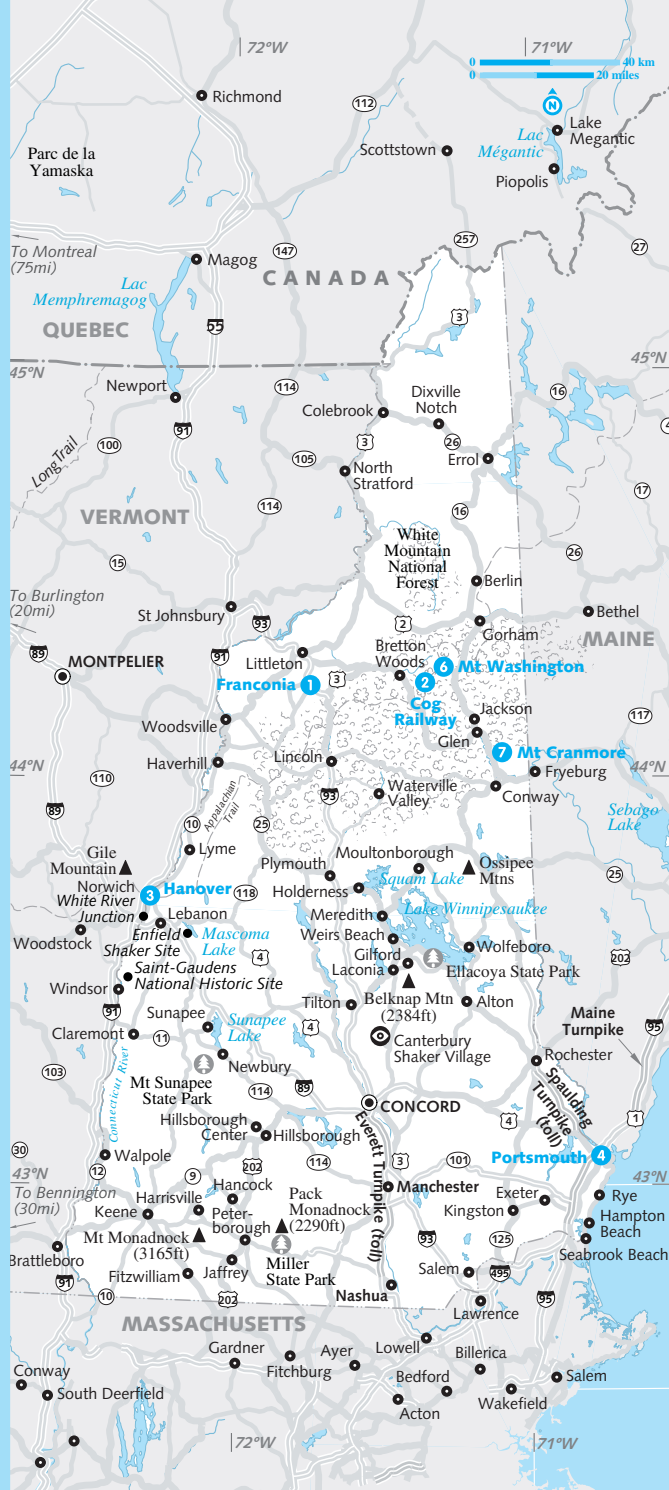 72°W
71°W
0
40 km
0
20 miles
N
Richmond
112
Lake
Megantic
Lac
Mégantic
Scottstown
Piopolis
Parc de la
Yamaska
To Montreal
(75mi)
Magog
147
257
27
CANADA
Lac
Memphremagog
QUEBEC
55
3
45°N
45°N
Newport
114
Dixville
Notch
16
Colebrook
91
3
26
100
Long Trail
105
Errol
North
Stratford
17
114
16
VERMONT
White
Mountain
National
Forest
15
26
Berlin
To Burlington
(20mi)
St Johnsbury
93
2
Bethel
Gorham
MAINE
89
91
MONTPELIER
Littleton
Bretton
Woods
6 Mt Washington
Franconia 1
3
2
Cog
Railway
Jackson
117
Woodsville
Glen
7 Mt Cranmore
Haverhill
Lincoln
44°N
44°N
110
Fryeburg
93
Waterville
Valley
Conway
89
Appalachian
Trail
10
25
Sebago
Lake
Lyme
Gile
Mountain
Plymouth
Moultonborough
Ossipee
Mtns
25
Norwich
3 Hanover
118
Holderness
Squam Lake
White River
Junction
Lebanon
Meredith
Lake Winnipesaukee
Woodstock
Enfield
Shaker Site
Mascoma
Lake
Weirs Beach
Wolfeboro
4
Gilford
202
Saint-Gaudens
National Historic Site
Laconia
Ellacoya State Park
Windsor
91
Tilton
Belknap Mtn
(2384ft)
Alton
Sunapee
Sunapee
Lake
4
Maine
Turnpike
95
Claremont
11
Canterbury
Shaker Village
Connecticut River
Newbury
Rochester
103
Mt Sunapee
State Park
114
89
CONCORD
Spaulding
Turnpike
(toll)
Hillsborough
Center
Hillsborough
Everett Turnpike (toll)
4
1
30
Walpole
202
114
3
101
Portsmouth 4
43°N
43°N
12
9
Hancock
Manchester
To Bennington
(30mi)
Harrisville
Pack
Monadnock
(2290ft)
Exeter
Rye
Keene
Peter-
borough
Kingston
Hampton
Beach
Mt Monadnock
(3165ft)
93
125
Seabrook Beach
Brattleboro
Miller
State Park
Fitzwilliam
Jaffrey
Salem
495
91
10
202
Nashua
95
Lawrence
MASSACHUSETTS
Gardner
Ayer
Lowell
Billerica
Fitchburg
Conway
Bedford
Salem
South Deerfield
Acton
Wakefield
72°W
71°W